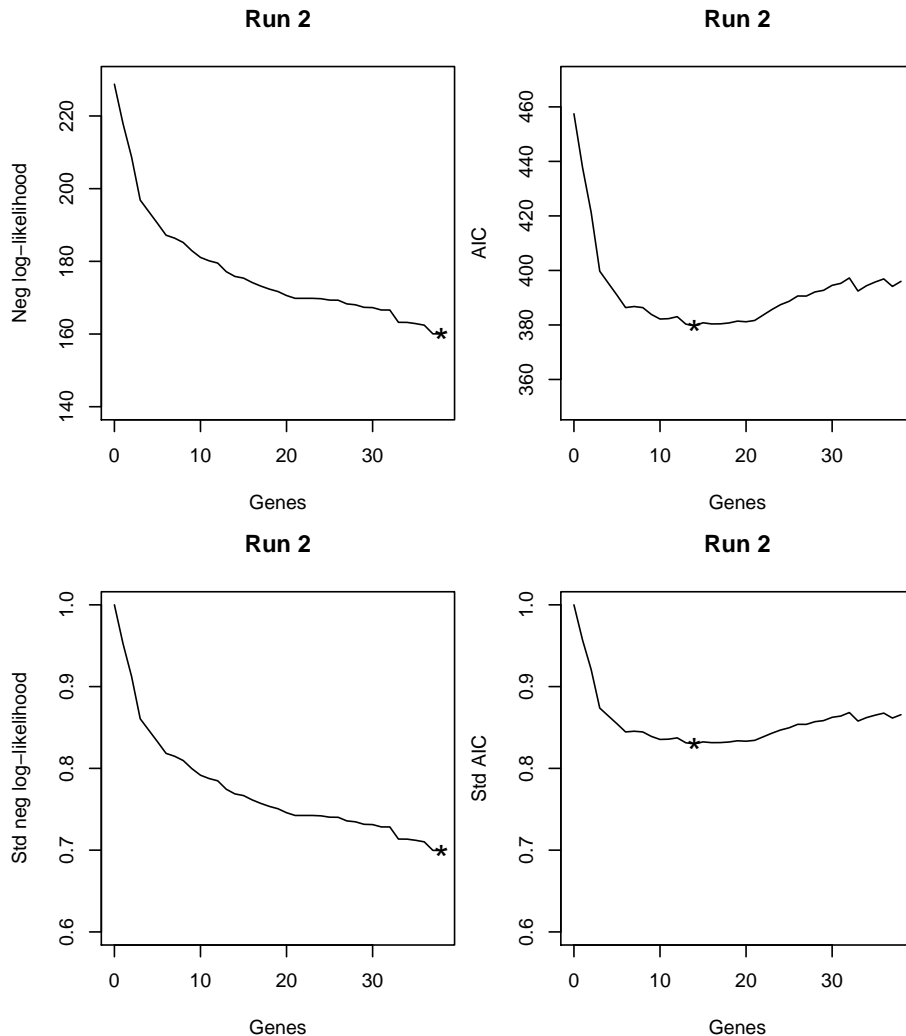 Run 2
Neg log-likelihood
220
200
180
160
140
0 10 20 30
Genes
*
Run 2
AIC
460
440
420
400
380
360
0 10 20 30
Genes
*
Run 2
Std neg log-likelihood
1.0
0.9
0.8
0.7
0.6
0 10 20 30
Genes
*
Run 2
Std AIC
1.0
0.9
0.8
0.7
0.6
0 10 20 30
Genes
*